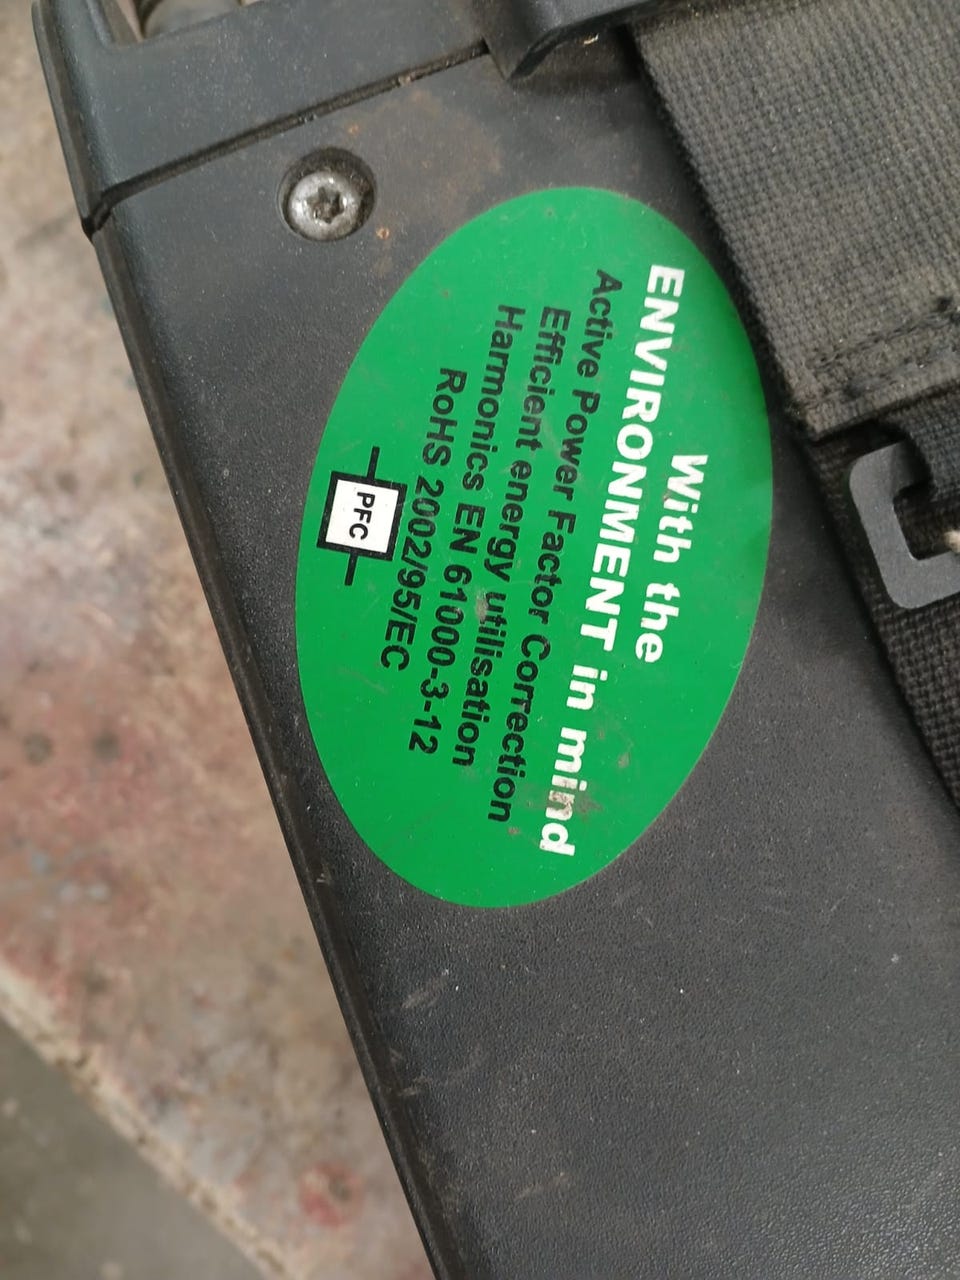 With the
ENVIRONMENT in mind
Active Power Factor Correction
Efficient energy utilisation
Harmonics EN 61000-3-12
RoHS 2002/95/EC
PFC